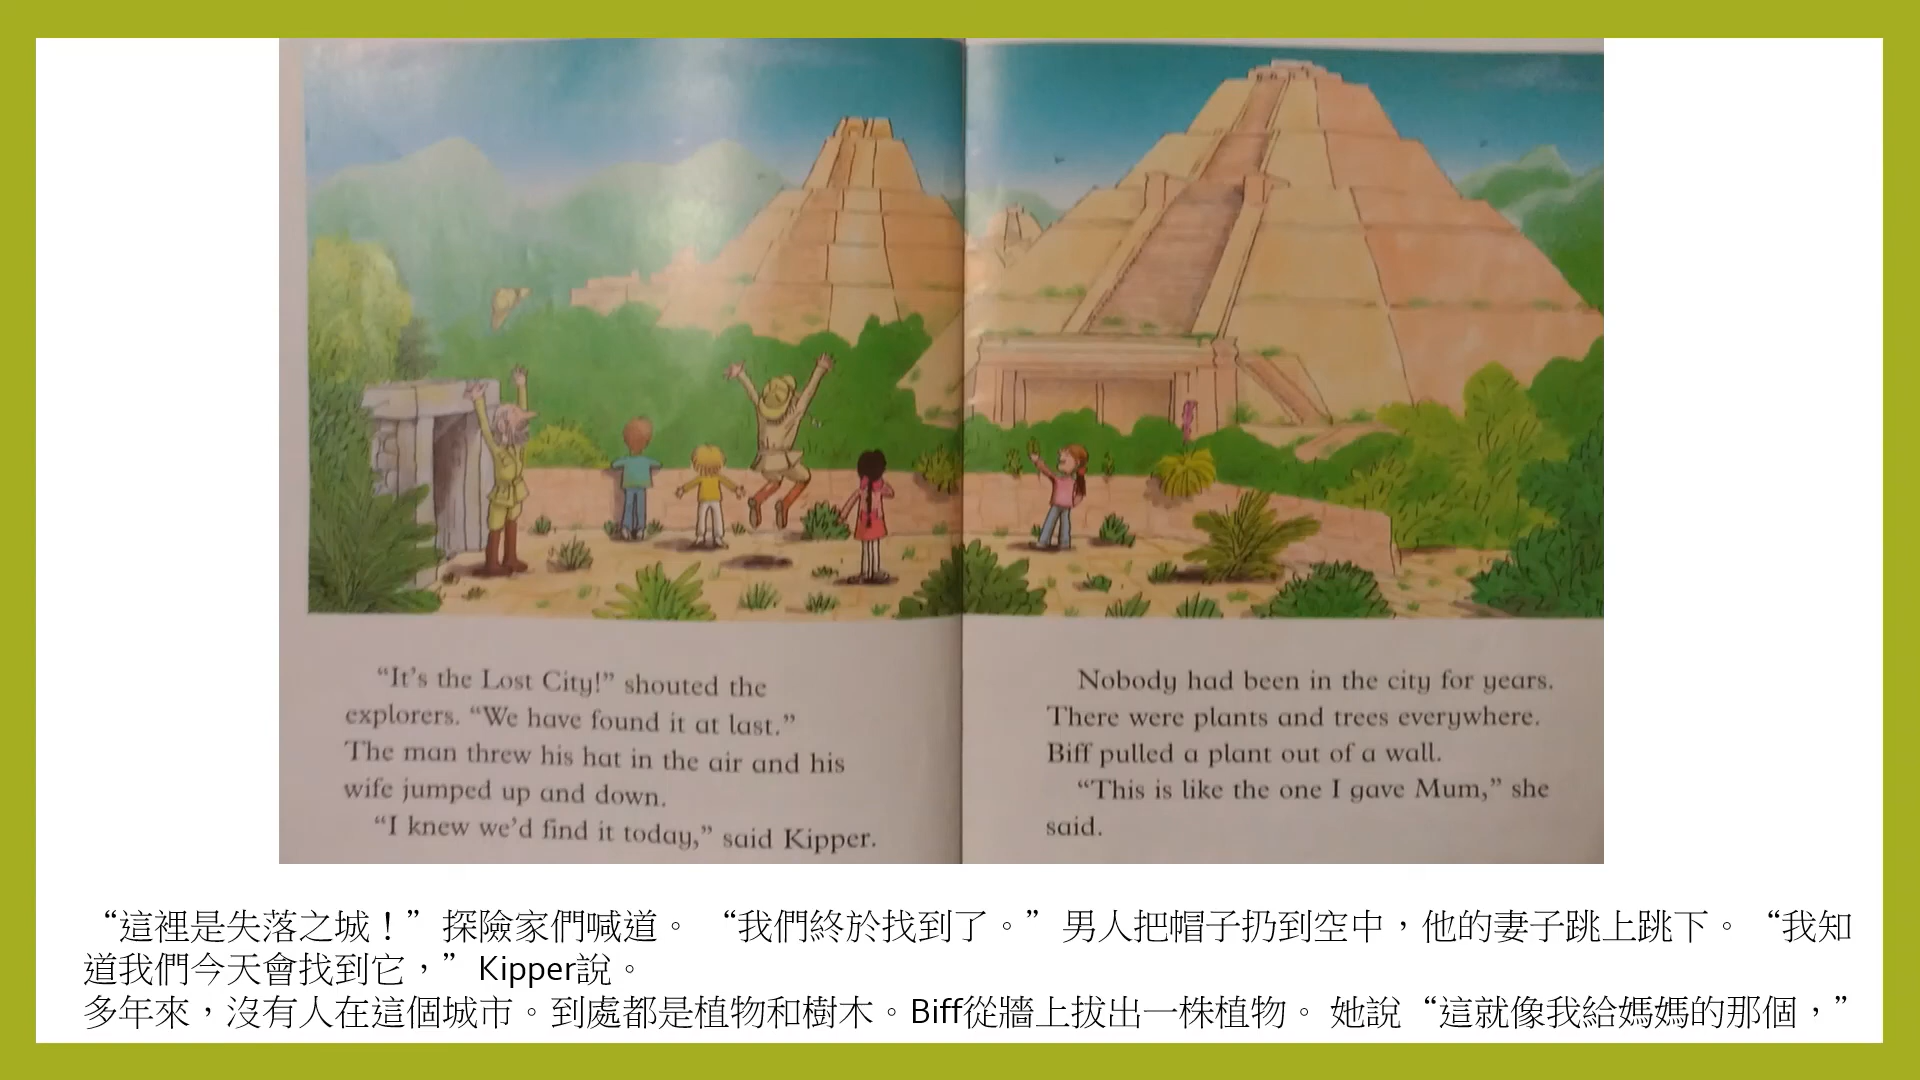 “It’s the Lost City!” shouted the
explorers. “We have found it at last.”
The man threw his hat in the air and his
wife jumped up and down.
“I knew we’d find it today,” said Kipper.
Nobody had been in the city for years.
There were plants and trees everywhere.
Biff pulled a plant out of a wall.
“This is like the one I gave Mum,” she
said.
“這裡是失落之城！” 探險家們喊道。 “我們終於找到了。” 男人把帽子扔到空中，他的妻子跳上跳下。 “我知
道我們今天會找到它，” Kipper說。
多年來，沒有人在這個城市。到處都是植物和樹木。Biff從牆上拔出一株植物。 她說“這就像我給媽媽的那個，”